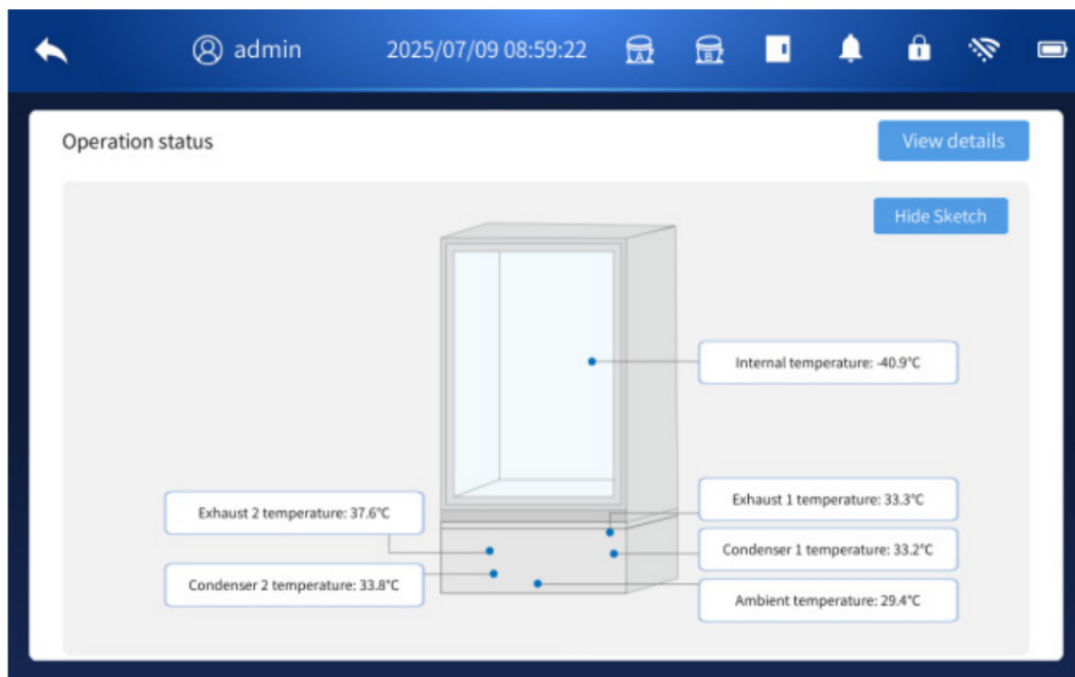 admin
2025/07/09 08:59:22
A
B
Operation status
View details
Hide Sketch
Internal temperature: -40.9°C
Exhaust 2 temperature: 37.6°C
Exhaust 1 temperature: 33.3°C
Condenser 1 temperature: 33.2°C
Condenser 2 temperature: 33.8°C
Ambient temperature: 29.4°C